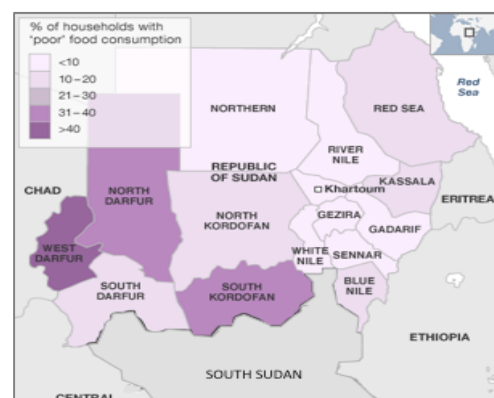 % of households with
"poor" food consumption
<10
10–20
21–30
31–40
>40
Red
Sea
NORTHERN
RED SEA
RIVER
NILE
REPUBLIC
OF SUDAN
CHAD
NORTH
DARFUR
Khartoum
KASSALA
ERITREA
NORTH
KORDOFAN
GEZIRA
GADARIF
WEST
DARFUR
WHITE
NILE
SENNAR
SOUTH
DARFUR
SOUTH
KORDOFAN
BLUE
NILE
ETHIOPIA
SOUTH SUDAN
CENTRAL